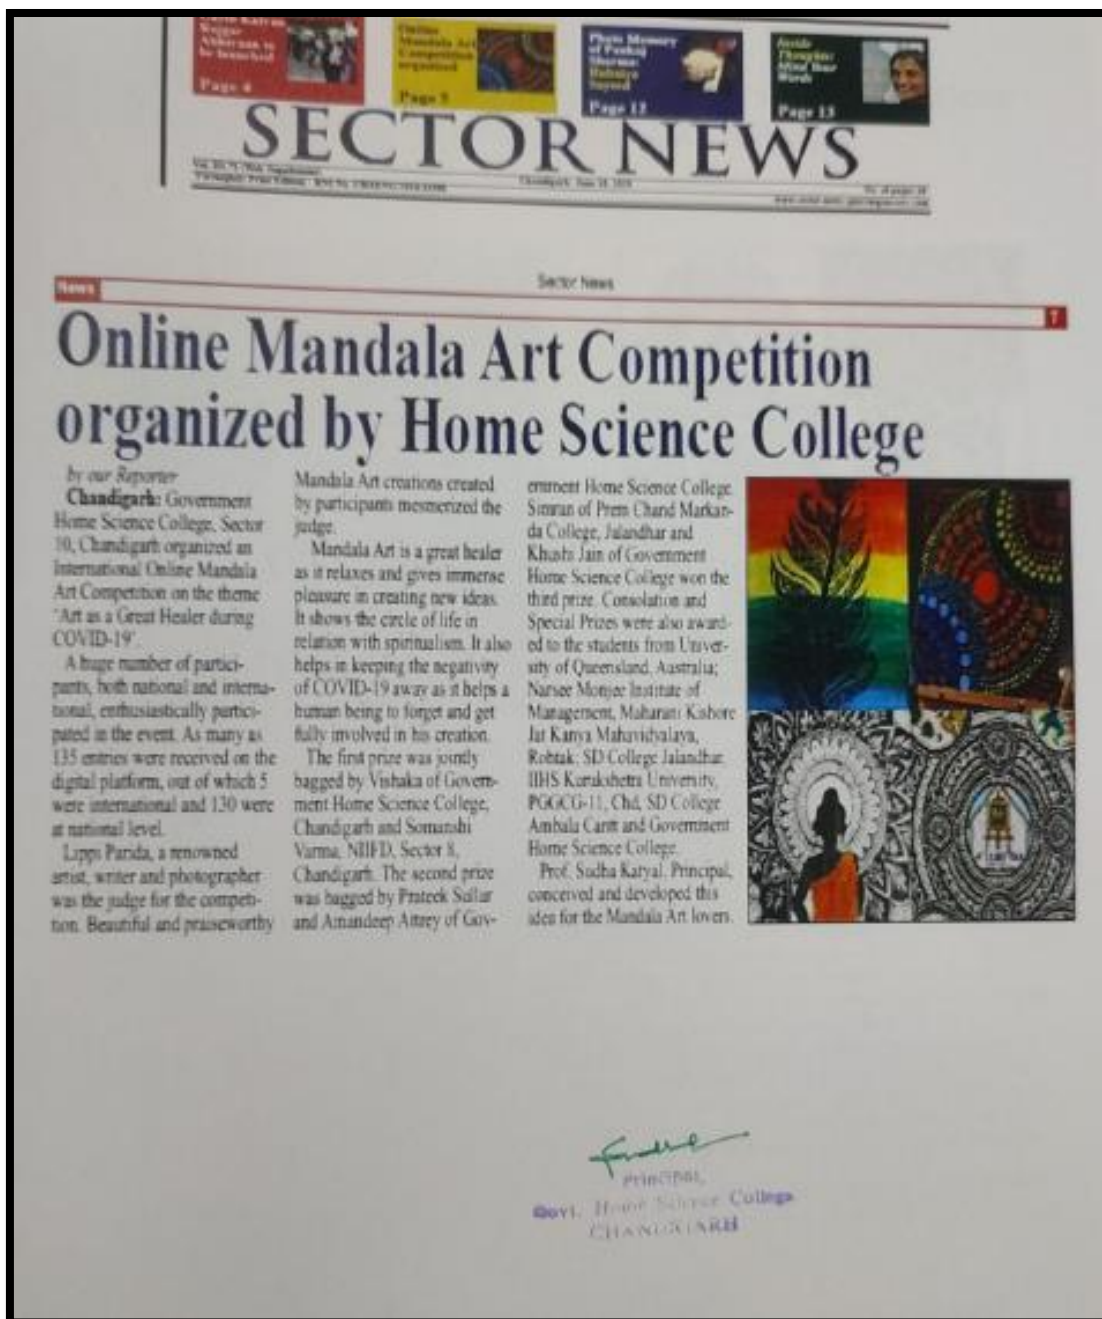 be launched
Page 4
Online
Mandala Art
Competition
organized
Page 5
Photo Memory
of Pankaj
Sharma:
Page 12
Inside
Thoughts:
Mind Your
Words
Page 13
SECTOR NEWS
Chandigarh, June
News
Sector News
7
Online Mandala Art Competition
organized by Home Science College
by our Reporter
Chandigarh: Government
Home Science College, Sector
10, Chandigarh organized an
International Online Mandala
Art Competition on the theme
'Art as a Great Healer during
COVID-19'.
A huge number of partici-
pants, both national and interna-
tional, enthusiastically partici-
pated in the event. As many as
135 entries were received on the
digital platform, out of which 5
were international and 130 were
at national level.
Lipps Parida, a renowned
artist, writer and photographer
was the judge for the competi-
tion. Beautiful and praiseworthy
Mandala Art creations created
by participants mesmerized the
judge.
Mandala Art is a great healer
as it relaxes and gives immense
pleasure in creating new ideas.
It shows the circle of life in
relation with spiritualism. It also
helps in keeping the negativity
of COVID-19 away as it helps a
human being to forget and get
fully involved in his creation.
The first prize was jointly
bagged by Vishaka of Govern-
ment Home Science College,
Chandigarh and Somanshi
Varma, NIIFD, Sector 8,
Chandigarh. The second prize
was bagged by Prateek
and Amandeep Attrey of Gov-
ernment Home Science College.
Simran of Prem Chand Markan-
da College, Jalandhar and
Khushi Jain of Government
Home Science College won the
third prize. Consolation and
Special Prizes were also award-
ed to the students from Univer-
sity of Queensland, Australia;
Narsee Monjee Institute of
Management, Maharani Kishore
Jat Kanya Mahavidyalaya,
Rohtak; SD College Jalandhar,
IIHS Kurukshetra University,
PGGCG-11, Chd, SD College
Ambala Cantt and Government
Home Science College.
Prof. Sudha Katyal, Principal,
conceived and developed this
idea for the Mandala Art lovers.
Principal,
Govt. Home Science College
CHANDIGARH